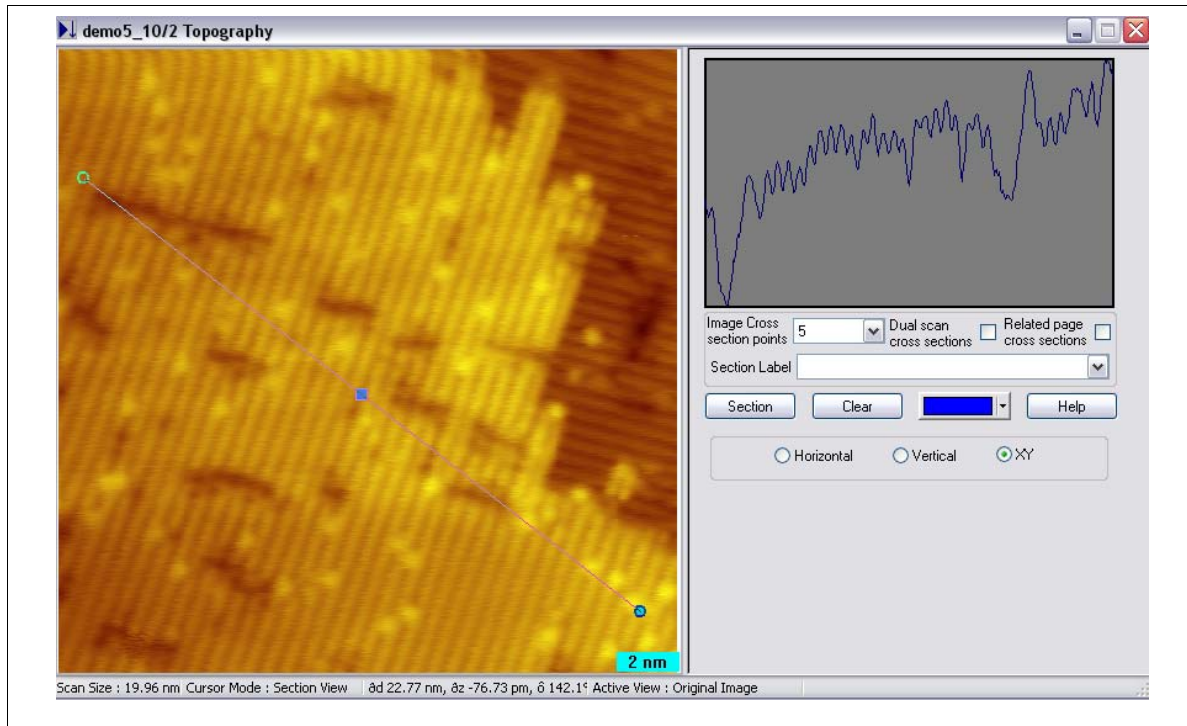 demo5_10/2 Topography
Image Cross
section points
5
Dual scan
cross sections
Related page
cross sections
Section Label
Section
Clear
Help
Horizontal
Vertical
XY
2 nm
Scan Size : 19.96 nm Cursor Mode : Section View ðd 22.77 nm, ðz -76.73 pm, ô 142.1º Active View : Original Image